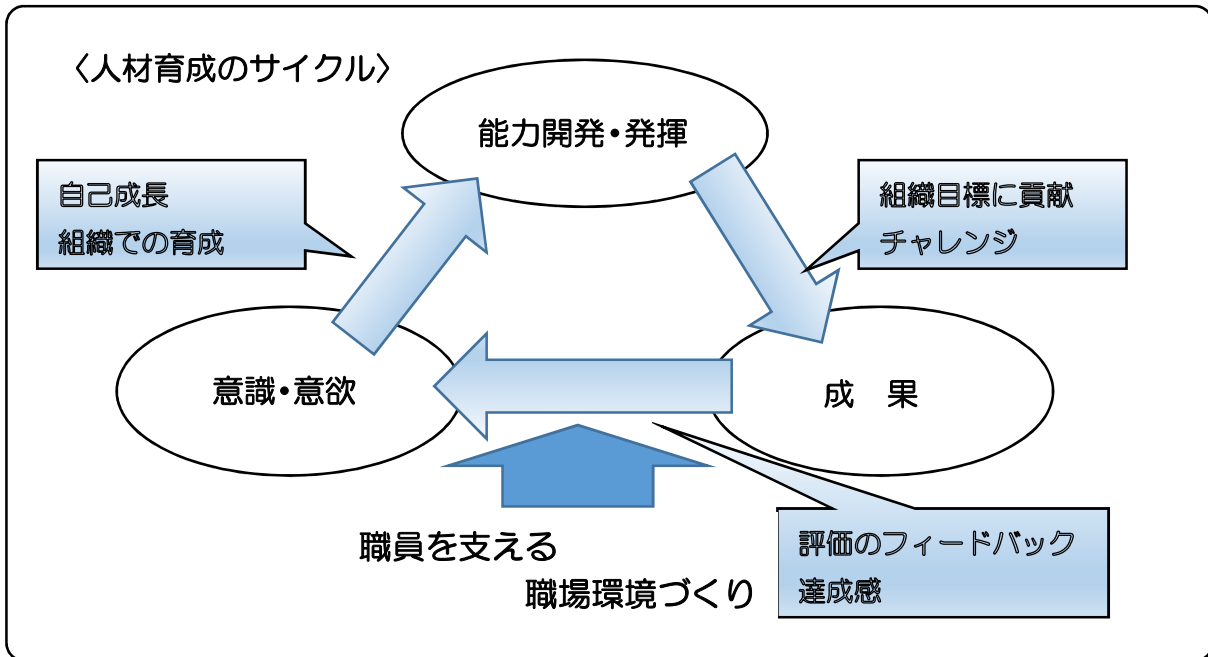 〈人材育成のサイクル〉
能力開発・発揮
自己成長
組織での育成
組織目標に貢献
チャレンジ
意識・意欲
成　果
職員を支える
職場環境づくり
評価のフィードバック
達成感